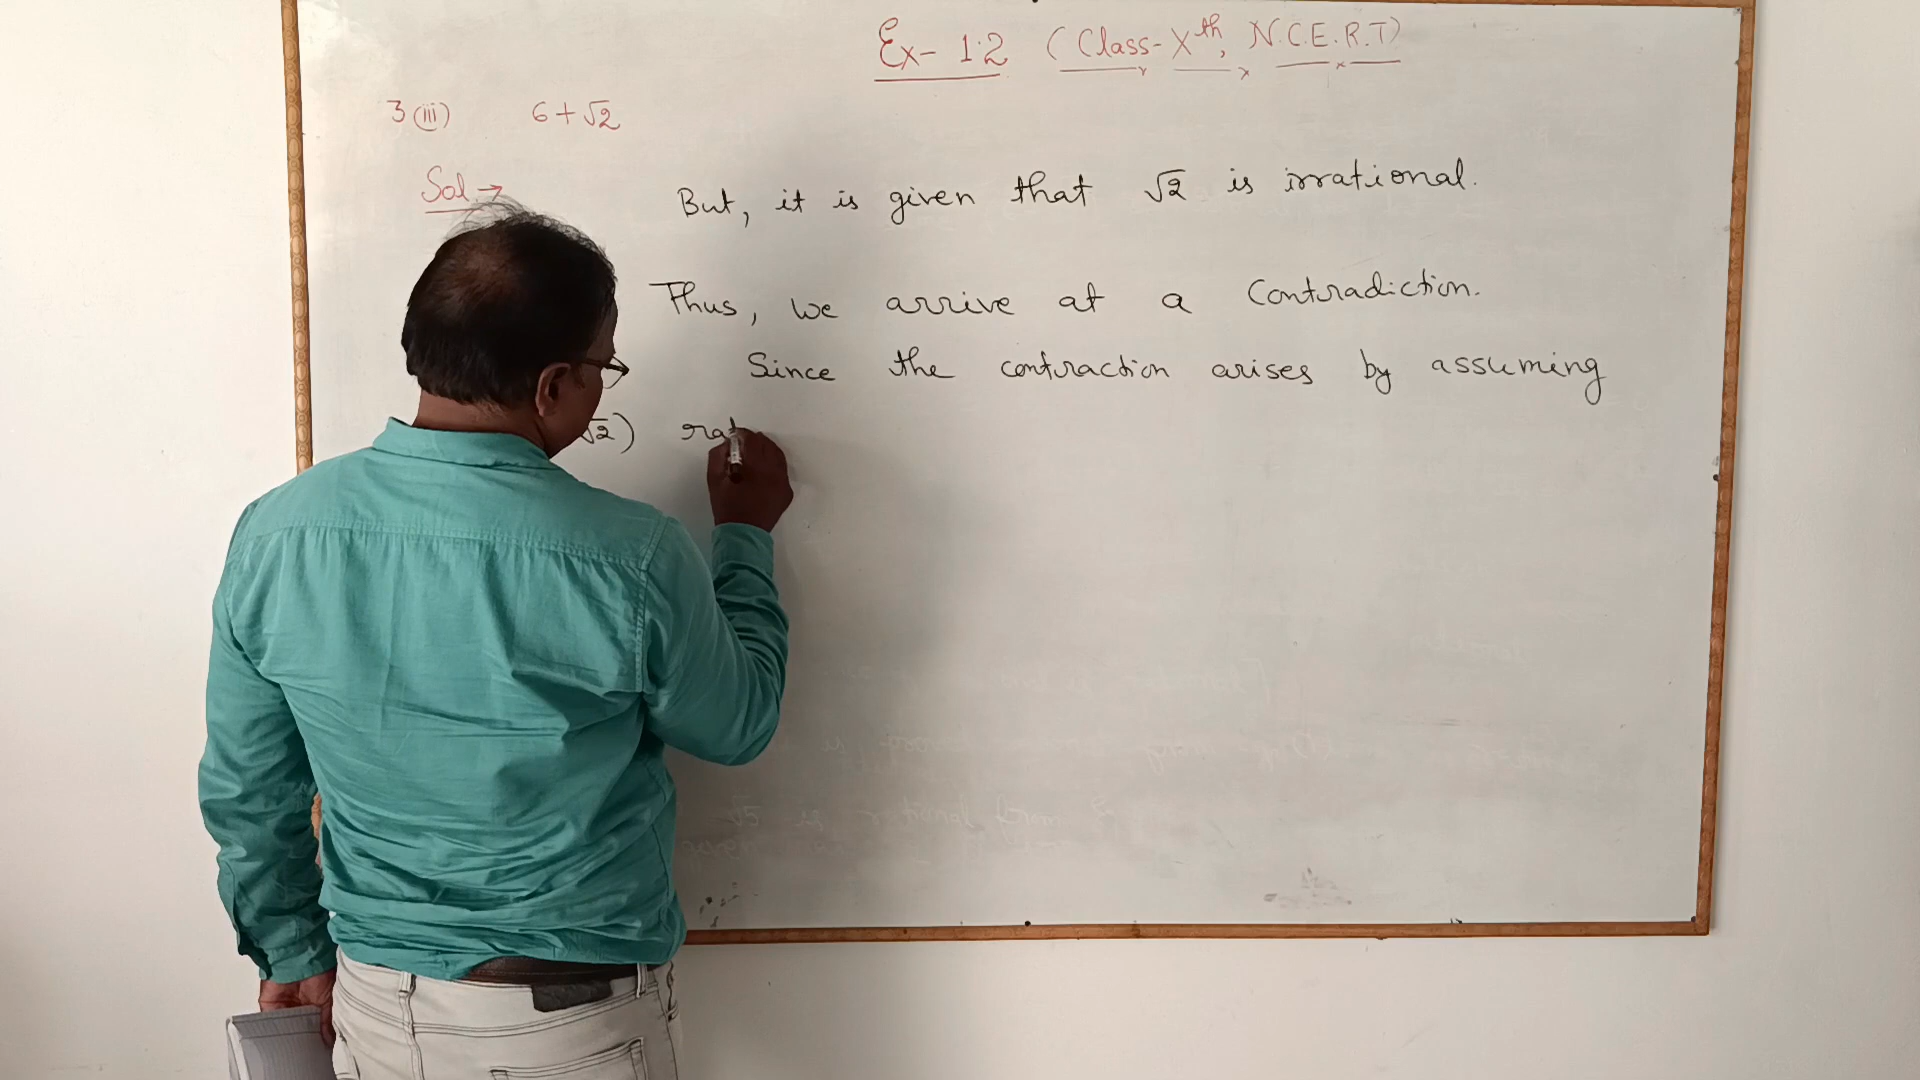 Ex- 1.2 (Class-Xth, N.C.E.R.T)
3(iii) 6+√2
Sol →
But, it is given that √2 is irrational.
Thus, we arrive at a Contradiction.
Since the contraction arises by assuming
√2) rat